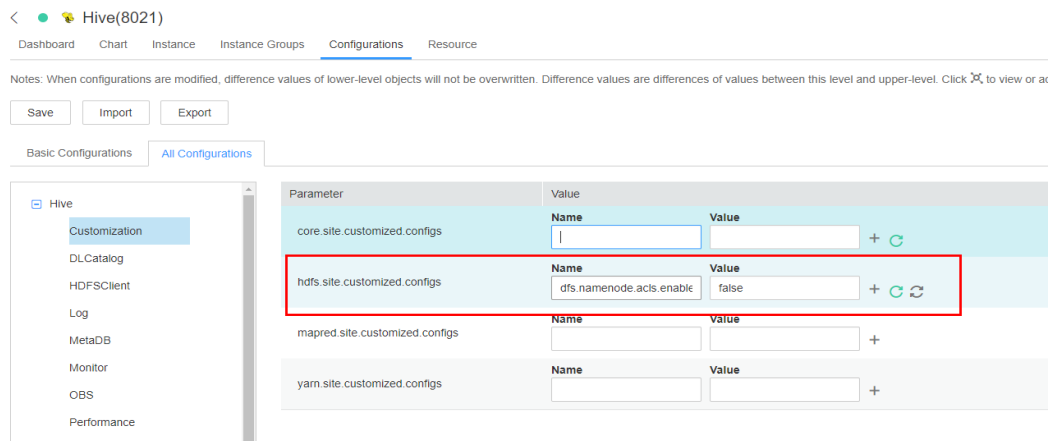 Hive(8021)
Dashboard Chart Instance Instance Groups Configurations Resource
Notes: When configurations are modified, difference values of lower-level objects will not be overwritten. Difference values are differences of values between this level and upper-level. Click to view or ac
Save Import Export
Basic Configurations All Configurations
Hive
Customization
DLCatalog
HDFSClient
Log
MetaDB
Monitor
OBS
Performance
Parameter Value
Name Value
core.site.customized.configs
Name Value
hdfs.site.customized.configs dfs.namenode.acls.enable false
Name Value
mapred.site.customized.configs
Name Value
yarn.site.customized.configs